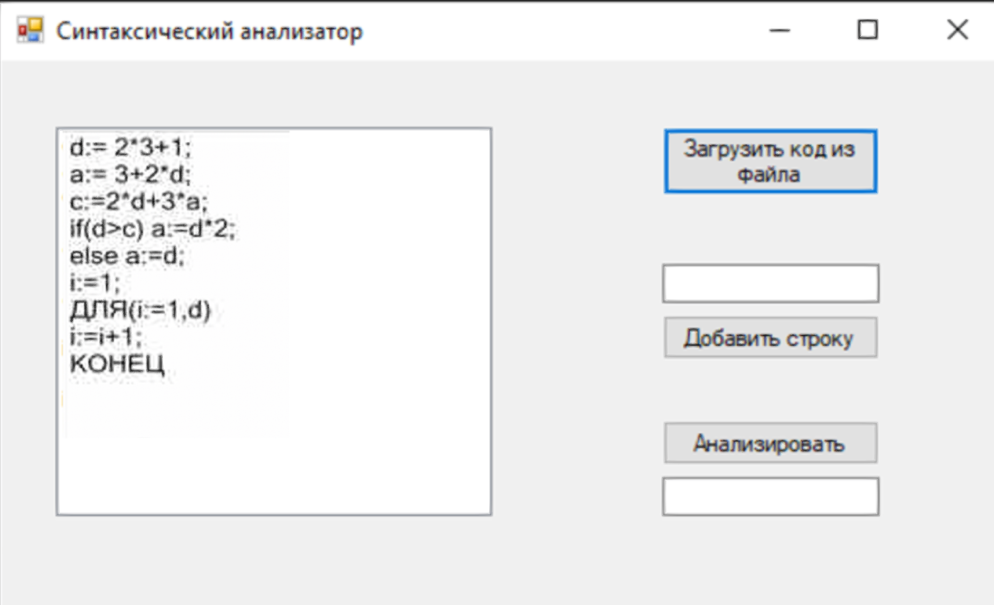 Синтаксический анализатор
d:= 2*3+1;
a:= 3+2*d;
c:=2*d+3*a;
if(d>c) a:=d*2;
else a:=d;
i:=1;
ДЛЯ(i:=1,d)
i:=i+1;
КОНЕЦ
Загрузить код из
файла
Добавить строку
Анализировать